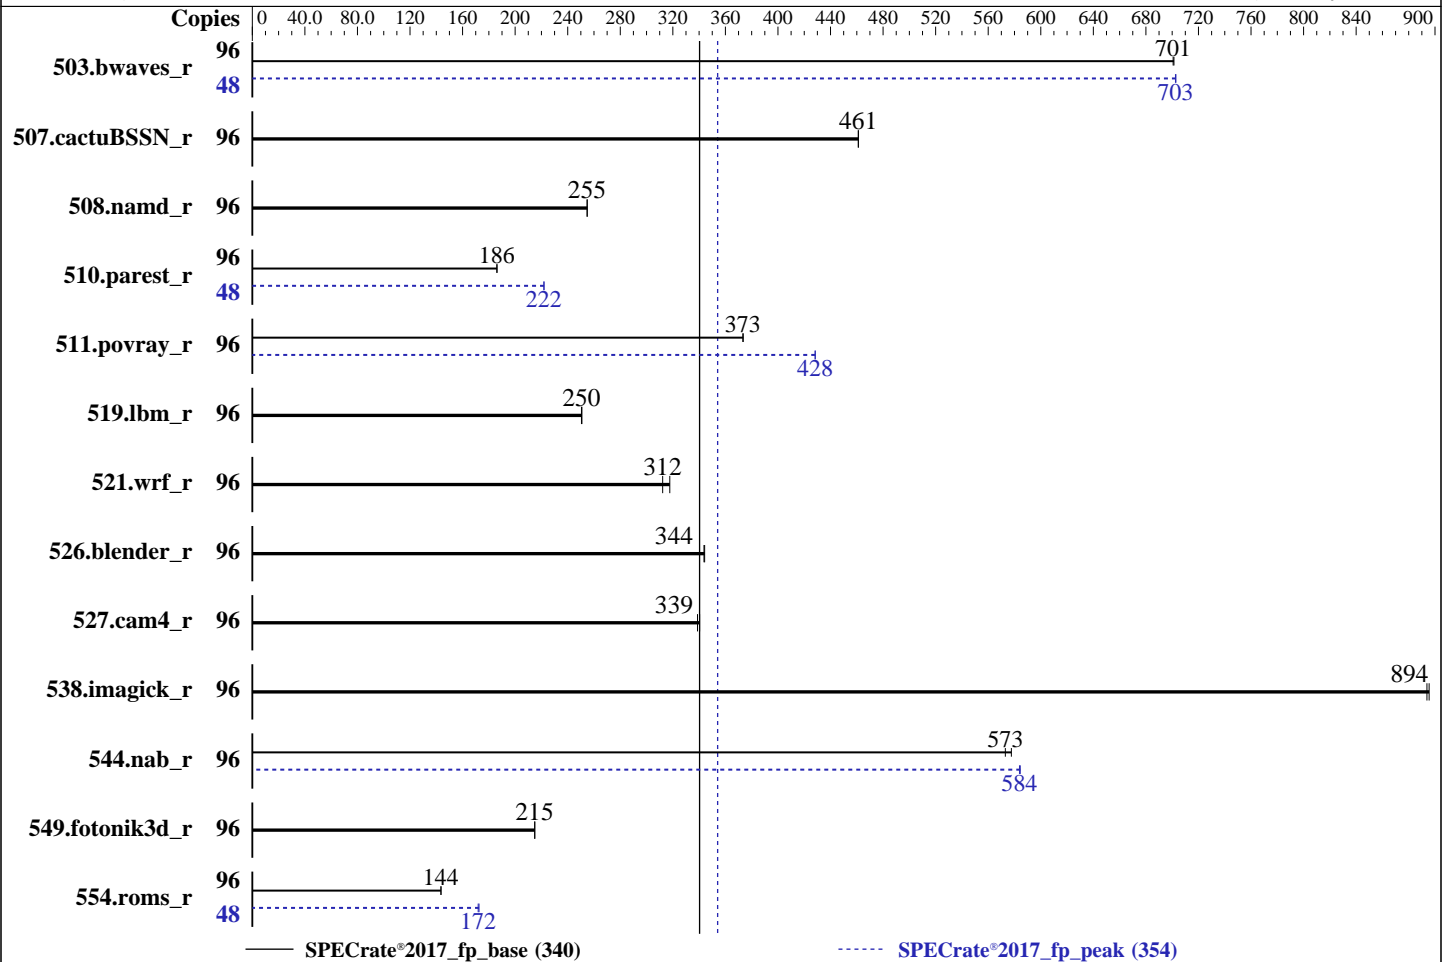 Copies 0 40.0 80.0 120 160 200 240 280 320 360 400 440 480 520 560 600 640 680 720 760 800 840 900
503.bwaves_r 96 701
48 703
507.cactuBSSN_r 96 461
508.namd_r 96 255
510.parest_r 96 186
48 222
511.povray_r 96 373
428
519.lbm_r 96 250
521.wrf_r 96 312
526.blender_r 96 344
527.cam4_r 96 339
538.imagick_r 96 894
544.nab_r 96 573
584
549.fotonik3d_r 96 215
554.roms_r 96 144
48 172
SPECrate®2017_fp_base (340) SPECrate®2017_fp_peak (354)